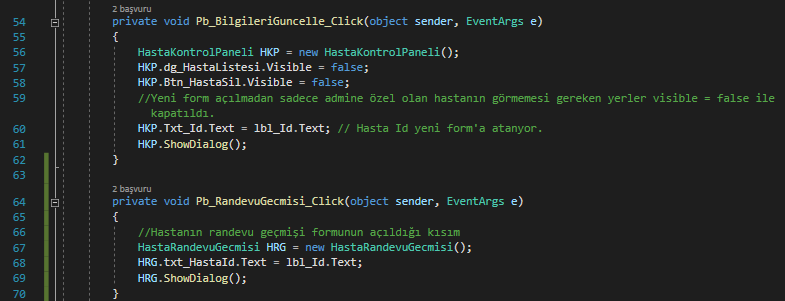 2 başvuru
54 private void Pb_BilgileriGuncelle_Click(object sender, EventArgs e)
55 {
56 HastaKontrolPaneli HKP = new HastaKontrolPaneli();
57 HKP.dg_HastaListesi.Visible = false;
58 HKP.Btn_HastaSil.Visible = false;
59 //Yeni form açılmadan sadece admine özel olan hastanın görmemesi gereken yerler visible = false ile
kapatıldı.
60 HKP.Txt_Id.Text = lbl_Id.Text; // Hasta Id yeni form'a atanıyor.
61 HKP.ShowDialog();
62 }
63
2 başvuru
64 private void Pb_RandevuGecmisi_Click(object sender, EventArgs e)
65 {
66 //Hastanın randevu geçmişi formunun açıldığı kısım
67 HastaRandevuGecmisi HRG = new HastaRandevuGecmisi();
68 HRG.txt_HastaId.Text = lbl_Id.Text;
69 HRG.ShowDialog();
70 }